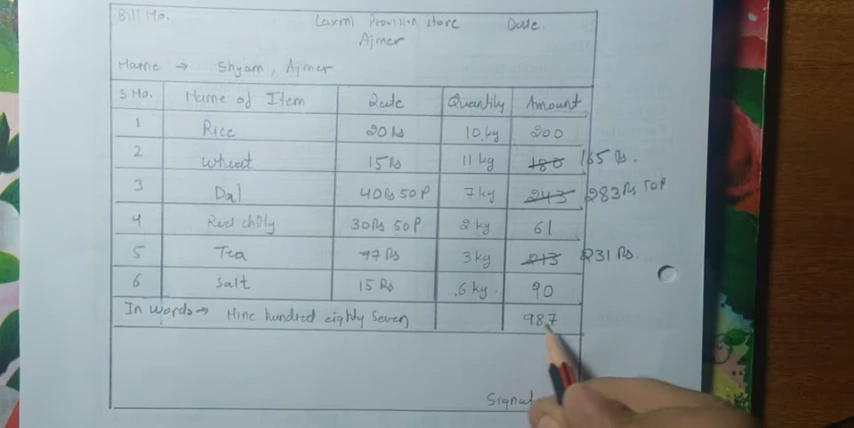 Bill No. Laxmi Provision Store Date.
Ajmer
Name → Shyam, Ajmer
S No. Name of Item Rate Quantity Amount
1 Rice 20 Rs 10 kg 200
2 Wheat 15 Rs 11 kg 180 165 Rs.
3 Dal 40 Rs 50 P 7 kg 243 283 Rs 50 P
4 Red chilly 30 Rs 50 P 2 kg 61
5 Tea 77 Rs 3 kg 213 231 Rs.
6 Salt 15 Rs 6 kg. 90
In words → Nine hundred eighty Seven 987
Signat